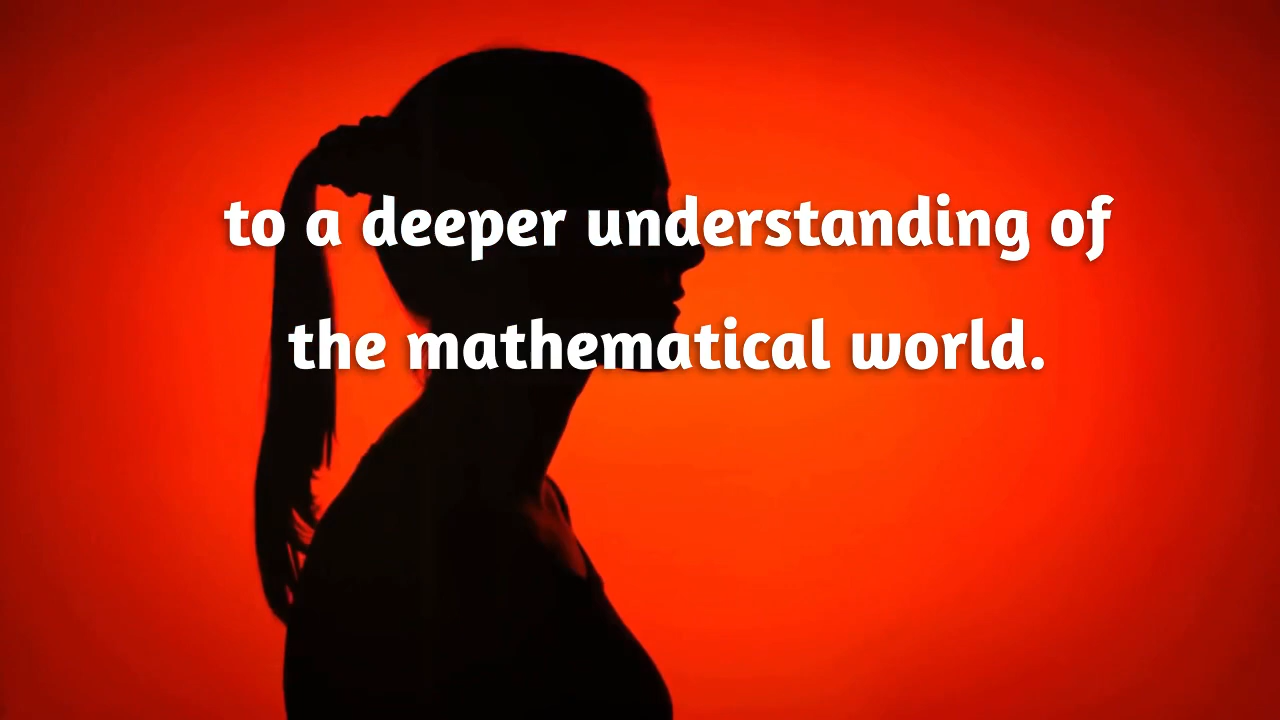 to a deeper understanding of
the mathematical world.